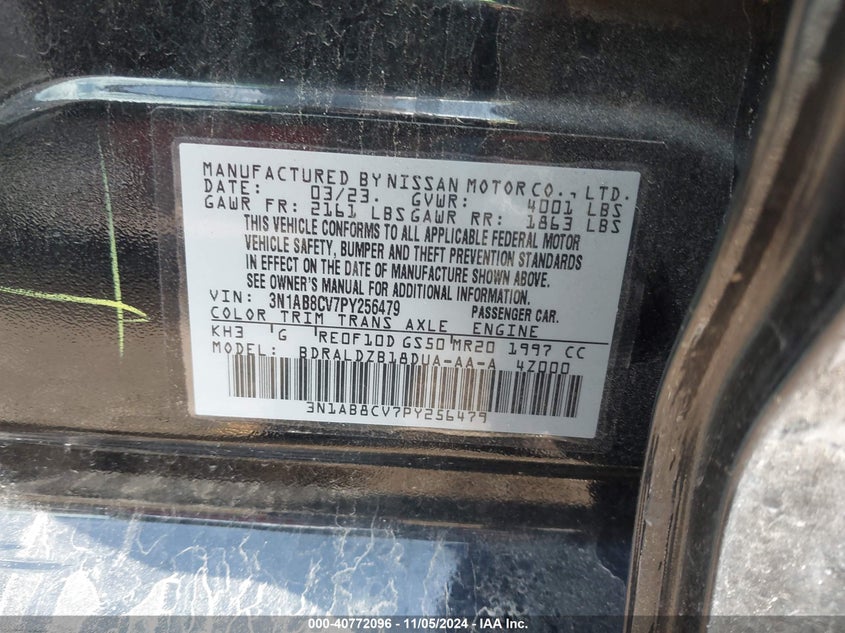 MANUFACTURED BY NISSAN MOTOR CO., LTD.
DATE: 03/23. GVWR: 4001 LBS
GAWR FR: 2161 LBS GAWR RR: 1863 LBS
THIS VEHICLE CONFORMS TO ALL APPLICABLE FEDERAL MOTOR
VEHICLE SAFETY, BUMPER AND THEFT PREVENTION STANDARDS
IN EFFECT ON THE DATE OF MANUFACTURE SHOWN ABOVE.
SEE OWNER'S MANUAL FOR ADDITIONAL INFORMATION.
VIN: 3N1AB8CV7PY256479 PASSENGER CAR.
COLOR TRIM TRANS AXLE ENGINE
KH3 G RE0F10D GS50 MR20 1997 CC
MODEL: BDRALDZB18DUA-AA-A 4Z000
3N1AB8CV7PY256479
000-40772096 - 11/05/2024 - IAA, Inc.